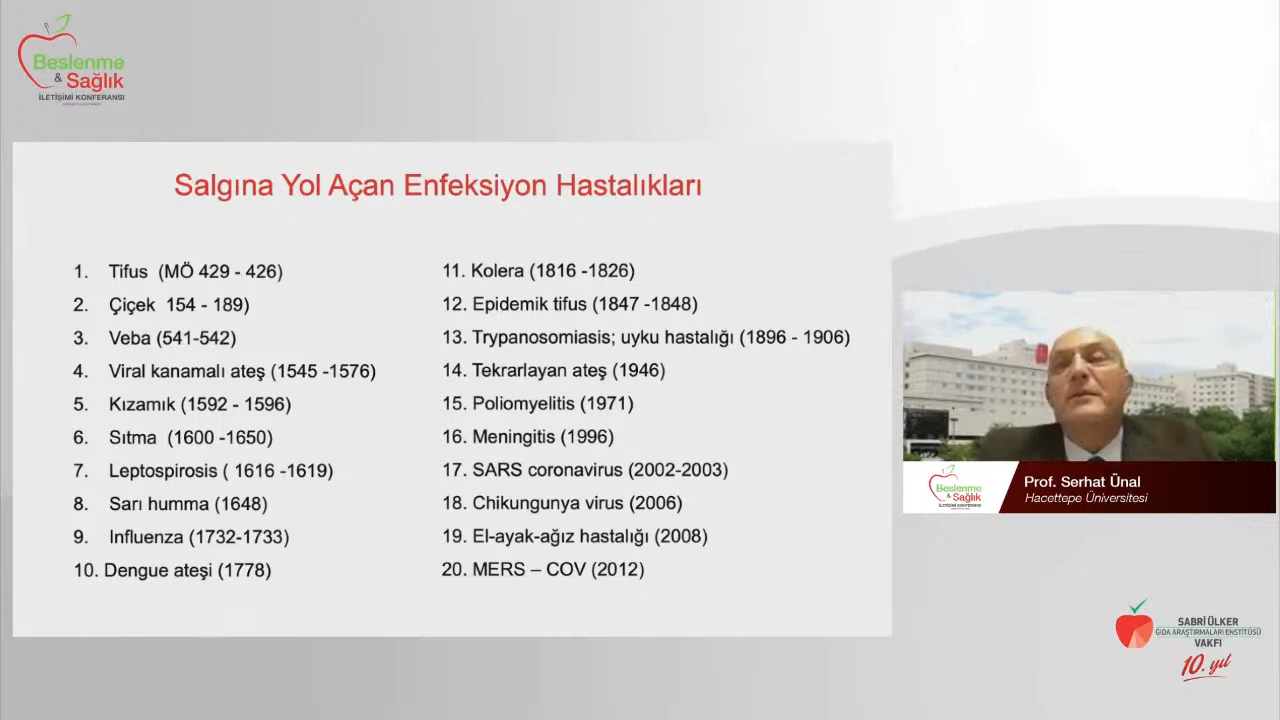 Beslenme
& Sağlık
İLETİŞİMİ KONFERANSI
Salgına Yol Açan Enfeksiyon Hastalıkları
1. Tifus (MÖ 429 - 426)
2. Çiçek 154 - 189)
3. Veba (541-542)
4. Viral kanamalı ateş (1545 -1576)
5. Kızamık (1592 - 1596)
6. Sıtma (1600 -1650)
7. Leptospirosis ( 1616 -1619)
8. Sarı humma (1648)
9. Influenza (1732-1733)
10. Dengue ateşi (1778)
11. Kolera (1816 -1826)
12. Epidemik tifus (1847 -1848)
13. Trypanosomiasis; uyku hastalığı (1896 - 1906)
14. Tekrarlayan ateş (1946)
15. Poliomyelitis (1971)
16. Meningitis (1996)
17. SARS coronavirus (2002-2003)
18. Chikungunya virus (2006)
19. El-ayak-ağız hastalığı (2008)
20. MERS – COV (2012)
Beslenme
& Sağlık
İLETİŞİMİ KONFERANSI
Prof. Serhat Ünal
Hacettepe Üniversitesi
SABRİ ÜLKER
GIDA ARAŞTIRMALARI ENSTİTÜSÜ
VAKFI
10. yıl